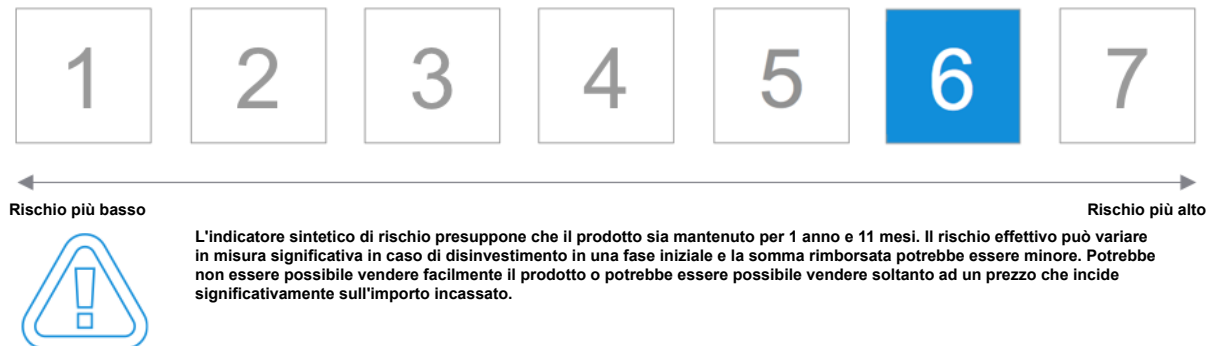 1 2 3 4 5 6 7
Rischio più basso Rischio più alto
L'indicatore sintetico di rischio presuppone che il prodotto sia mantenuto per 1 anno e 11 mesi. Il rischio effettivo può variare
in misura significativa in caso di disinvestimento in una fase iniziale e la somma rimborsata potrebbe essere minore. Potrebbe
non essere possibile vendere facilmente il prodotto o potrebbe essere possibile vendere soltanto ad un prezzo che incide
significativamente sull'importo incassato.